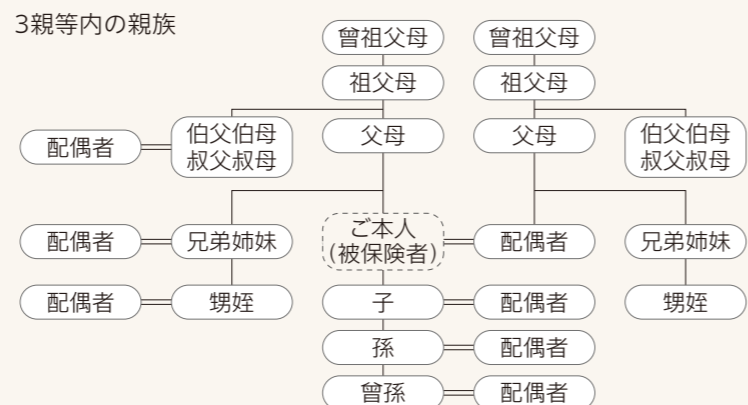 3親等内の親族
曾祖父母 曾祖父母
祖父母 祖父母
配偶者 伯父伯母 父母 父母 伯父伯母
叔父叔母 叔父叔母
配偶者 兄弟姉妹 ご本人 配偶者 兄弟姉妹
(被保険者)
配偶者 甥姪 子 配偶者 甥姪
孫 配偶者
曾孫 配偶者